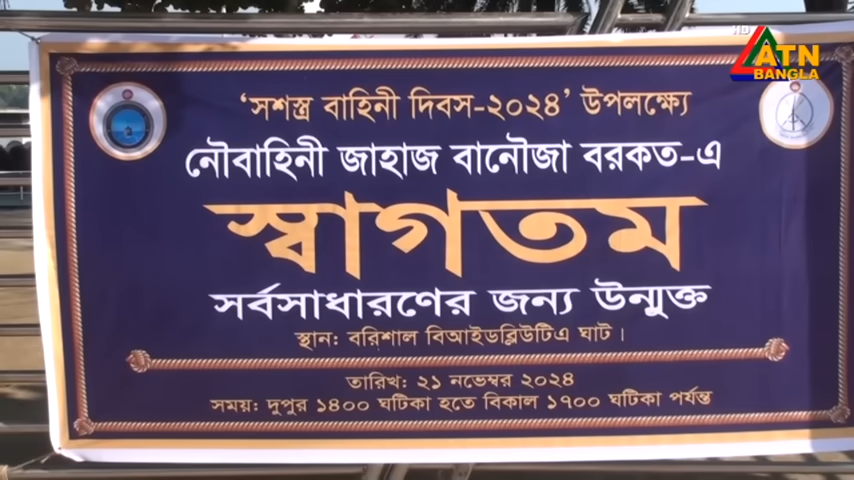 HD
ATN
BANGLA
‘সশস্ত্র বাহিনী দিবস-২০২৪’ উপলক্ষ্যে
নৌবাহিনী জাহাজ বানৌজা বরকত-এ
স্বাগতম
সর্বসাধারণের জন্য উন্মুক্ত
স্থান: বরিশাল বিআইডব্লিউটিএ ঘাট।
তারিখ: ২১ নভেম্বর ২০২৪
সময়: দুপুর ১৪০০ ঘটিকা হতে বিকাল ১৭০০ ঘটিকা পর্যন্ত